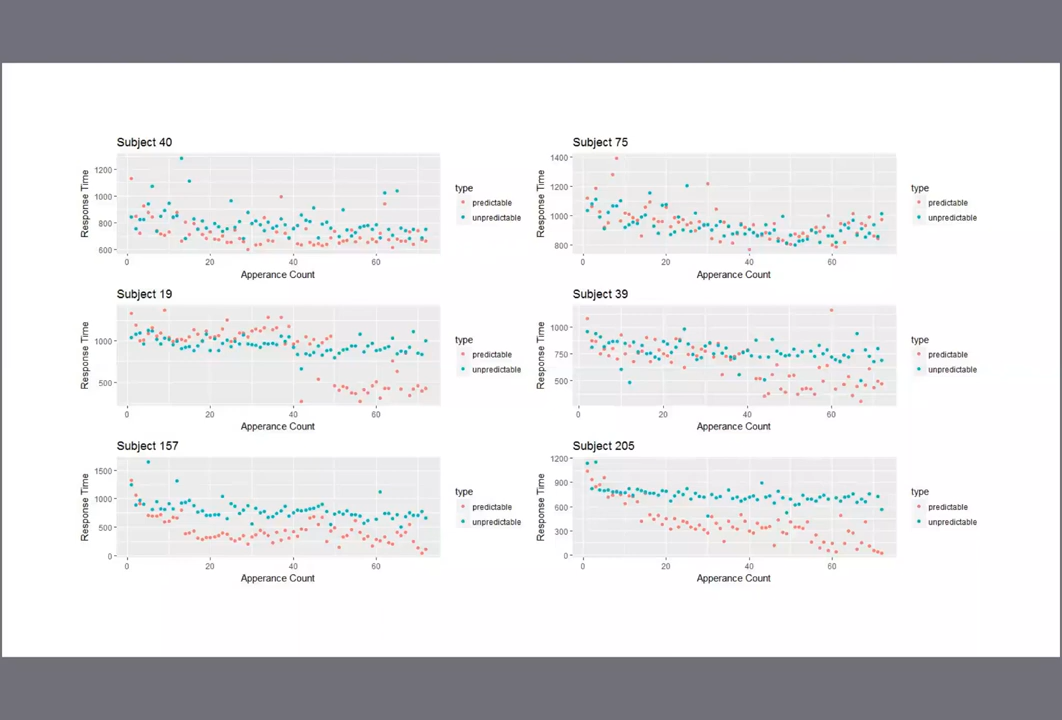 Subject 40
Response Time
1200
1000
800
600
0
20
40
60
Apperance Count
type
predictable
unpredictable
Subject 75
Response Time
1400
1200
1000
800
0
20
40
60
Apperance Count
type
predictable
unpredictable
Subject 19
Response Time
1000
500
0
20
40
60
Apperance Count
type
predictable
unpredictable
Subject 39
Response Time
1000
750
500
0
20
40
60
Apperance Count
type
predictable
unpredictable
Subject 157
Response Time
1500
1000
500
0
0
20
40
60
Apperance Count
type
predictable
unpredictable
Subject 205
Response Time
1200
900
600
300
0
0
20
40
60
Apperance Count
type
predictable
unpredictable